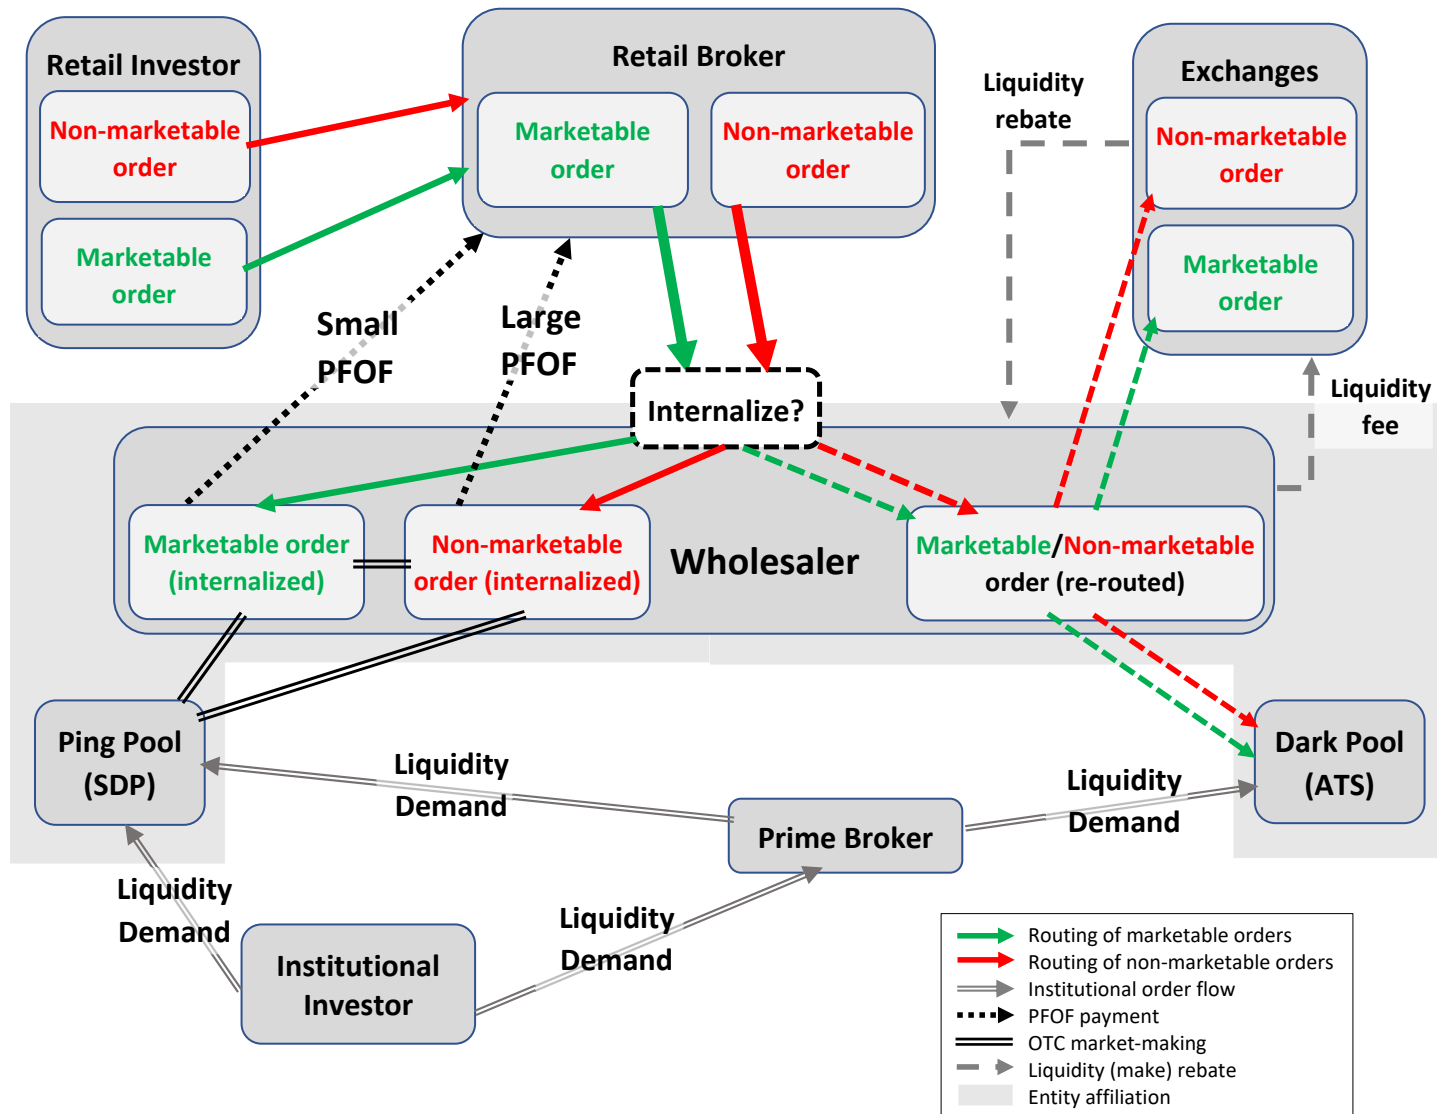 Retail Investor
Non-marketable
order
Marketable
order
Retail Broker
Marketable
order
Non-marketable
order
Liquidity
rebate
Exchanges
Non-marketable
order
Marketable
order
Small
PFOF
Large
PFOF
Internalize?
Liquidity
fee
Marketable order
(internalized)
Non-marketable
order (internalized)
Wholesaler
Marketable/Non-marketable
order (re-routed)
Ping Pool
(SDP)
Liquidity
Demand
Prime Broker
Liquidity
Demand
Dark Pool
(ATS)
Liquidity
Demand
Institutional
Investor
Liquidity
Demand
Routing of marketable orders
Routing of non-marketable orders
Institutional order flow
PFOF payment
OTC market-making
Liquidity (make) rebate
Entity affiliation